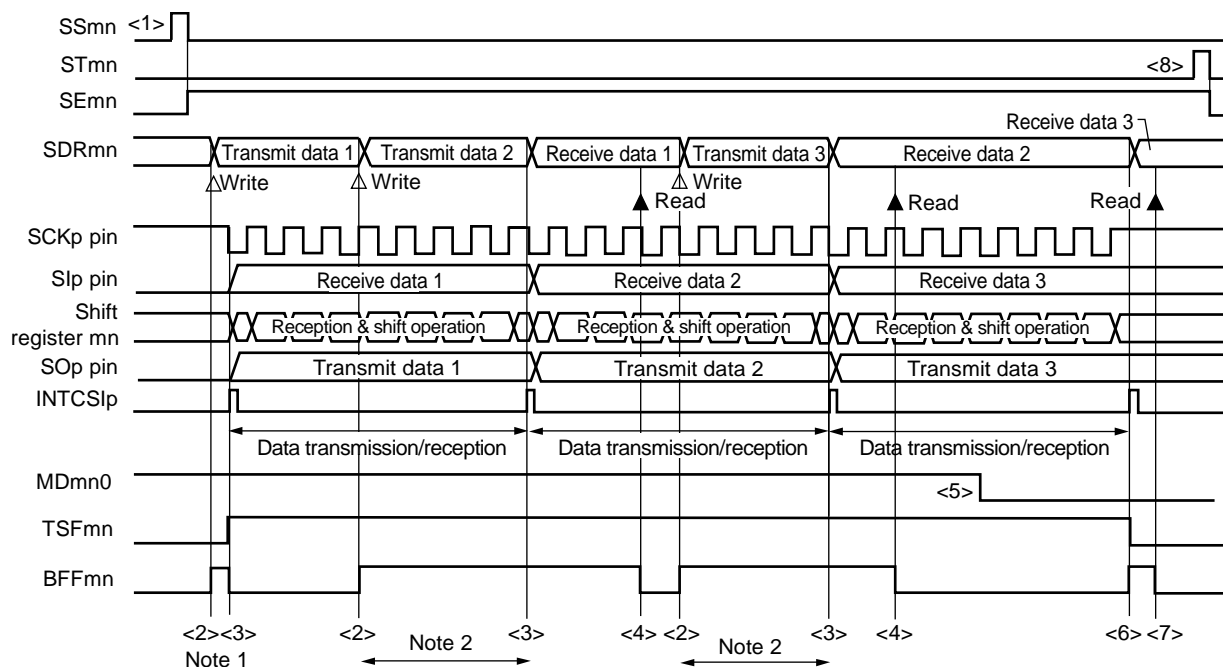 SSmn <1>
STmn <8>
SEmn
Receive data 3
SDRmn Transmit data 1 Transmit data 2 Receive data 1 Transmit data 3 Receive data 2
Write Write Write
Read Read Read
SCKp pin
SIp pin Receive data 1 Receive data 2 Receive data 3
Shift
register mn Reception & shift operation Reception & shift operation Reception & shift operation
SOp pin Transmit data 1 Transmit data 2 Transmit data 3
INTCSIp
Data transmission/reception Data transmission/reception Data transmission/reception
MDmn0 <5>
TSFmn
BFFmn
<2> <3> <2> <3> <4> <2> <3> <4> <6> <7>
Note 1 Note 2 Note 2